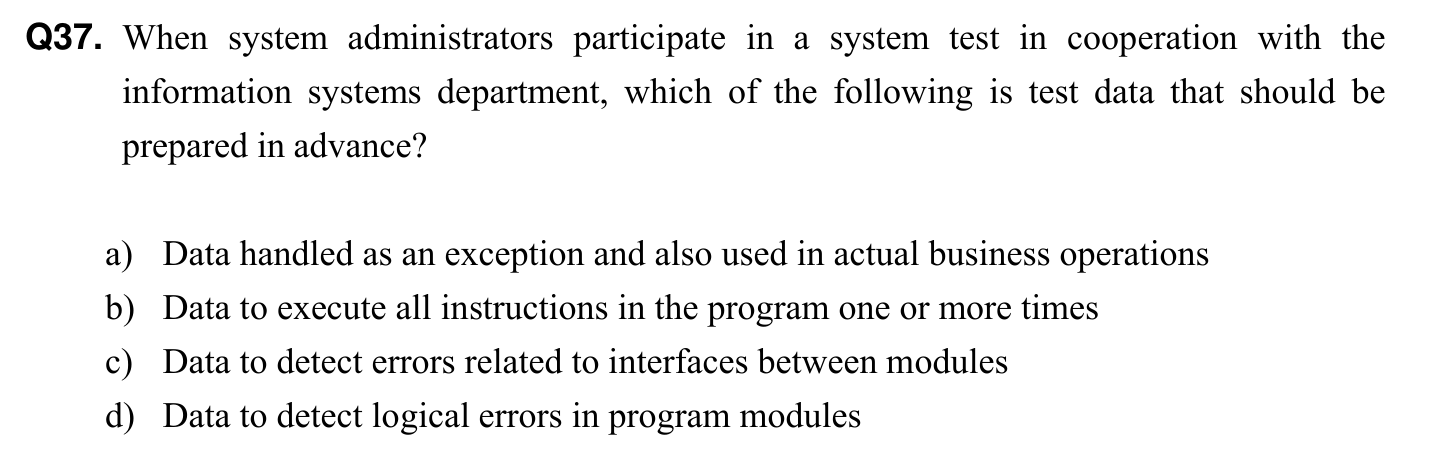 Q37. When system administrators participate in a system test in cooperation with the
information systems department, which of the following is test data that should be
prepared in advance?
a) Data handled as an exception and also used in actual business operations
b) Data to execute all instructions in the program one or more times
c) Data to detect errors related to interfaces between modules
d) Data to detect logical errors in program modules